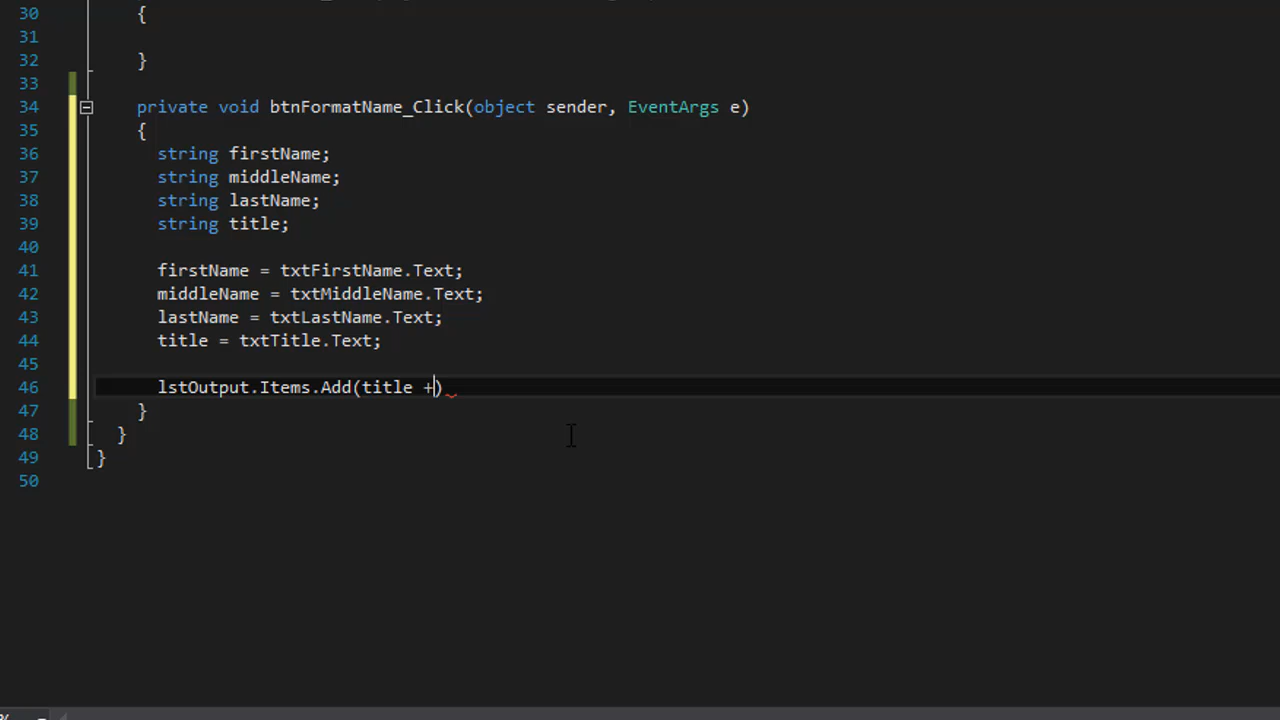 30 {
31
32 }
33
34 private void btnFormatName_Click(object sender, EventArgs e)
35 {
36 string firstName;
37 string middleName;
38 string lastName;
39 string title;
40
41 firstName = txtFirstName.Text;
42 middleName = txtMiddleName.Text;
43 lastName = txtLastName.Text;
44 title = txtTitle.Text;
45
46 lstOutput.Items.Add(title +)
47 }
48 }
49 }
50